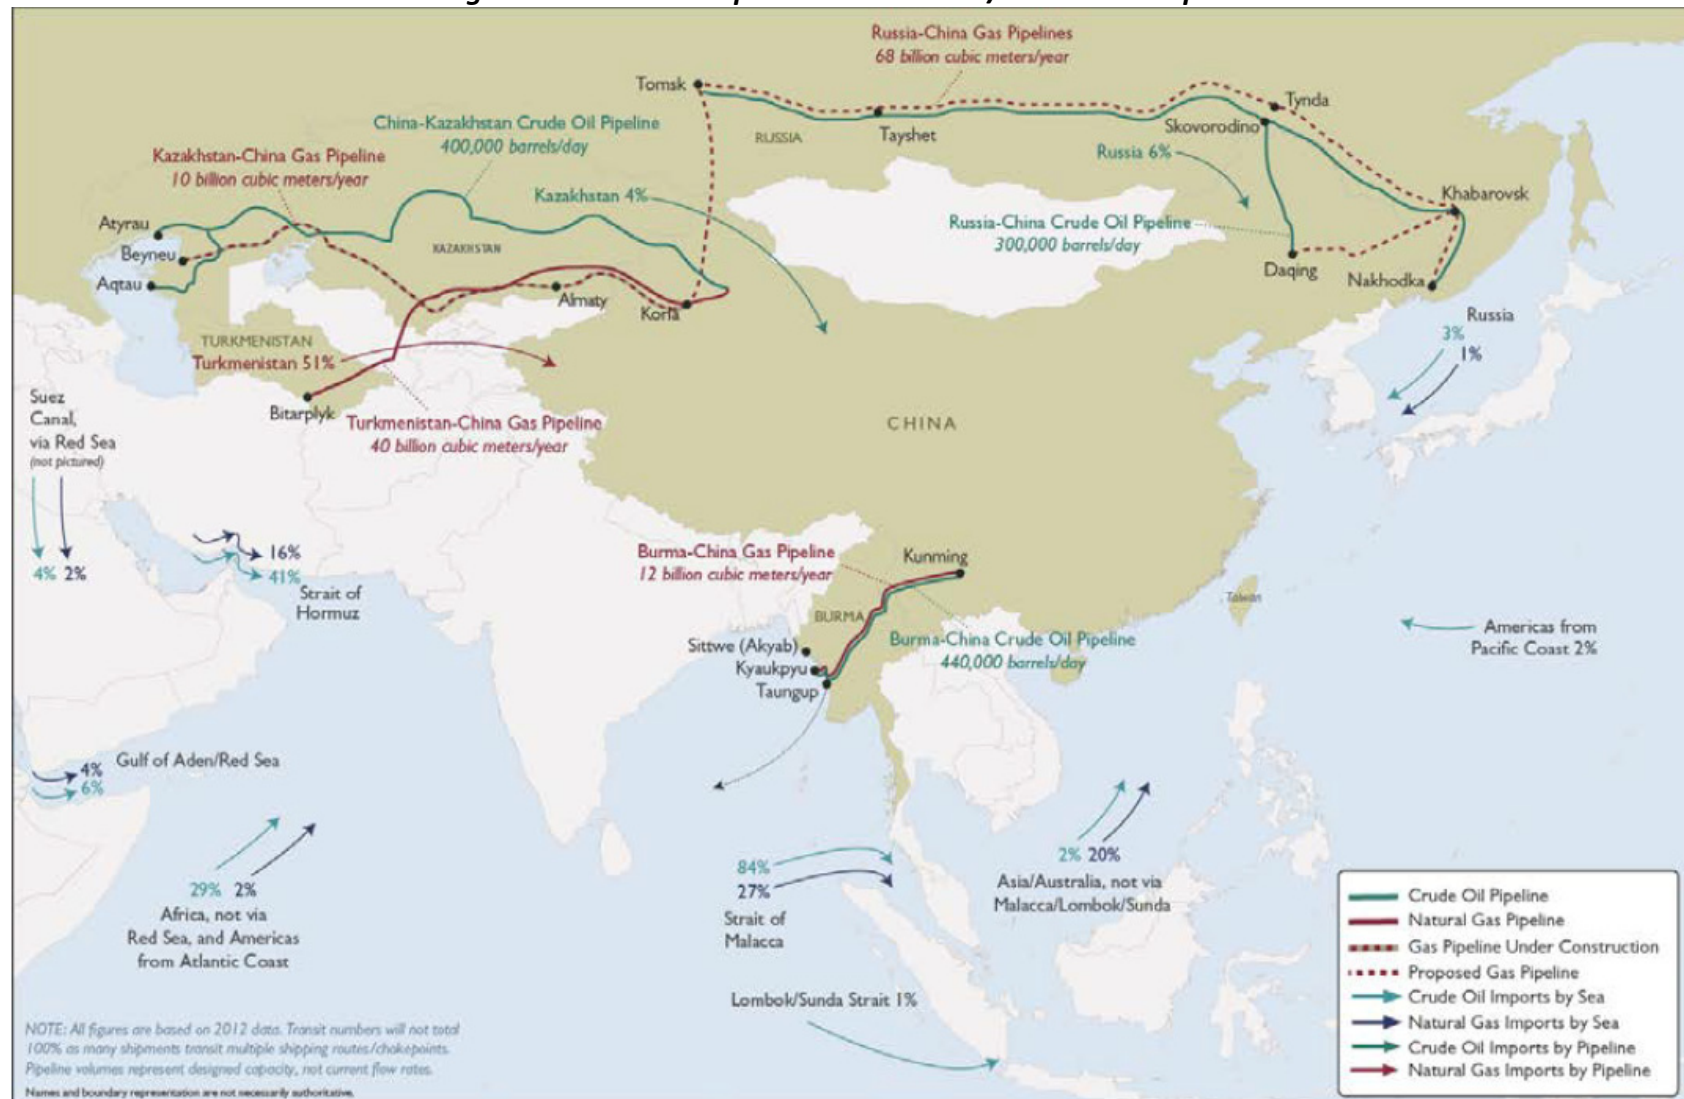 Russia-China Gas Pipelines
68 billion cubic meters/year
Tomsk
Tynda
Tayshet
Skovorodino
RUSSIA
China-Kazakhstan Crude Oil Pipeline
400,000 barrels/day
Kazakhstan-China Gas Pipeline
10 billion cubic meters/year
Russia 6%
Kazakhstan 4%
Khabarovsk
Russia-China Crude Oil Pipeline
300,000 barrels/day
Atyrau
Beyneu
Aqtau
KAZAKHSTAN
Daqing
Nakhodka
Almaty
Korla
Russia
3%
1%
TURKMENISTAN
Turkmenistan 51%
Bitarplyk
Turkmenistan-China Gas Pipeline
40 billion cubic meters/year
CHINA
Suez
Canal,
via Red Sea
(not pictured)
4% 2%
16%
41%
Strait of
Hormuz
Burma-China Gas Pipeline
12 billion cubic meters/year
Kunming
BURMA
Taiwan
Burma-China Crude Oil Pipeline
440,000 barrels/day
Sittwe (Akyab)
Kyaukpyu
Taungup
Americas from
Pacific Coast 2%
Gulf of Aden/Red Sea
4%
6%
29% 2%
Africa, not via
Red Sea, and Americas
from Atlantic Coast
84%
27%
Strait of
Malacca
2% 20%
Asia/Australia, not via
Malacca/Lombok/Sunda
Lombok/Sunda Strait 1%
Crude Oil Pipeline
Natural Gas Pipeline
Gas Pipeline Under Construction
Proposed Gas Pipeline
Crude Oil Imports by Sea
Natural Gas Imports by Sea
Crude Oil Imports by Pipeline
Natural Gas Imports by Pipeline
NOTE: All figures are based on 2012 data. Transit numbers will not total
100% as many shipments transit multiple shipping routes/chokepoints.
Pipeline volumes represent designed capacity, not current flow rates.
Names and boundary representation are not necessarily authoritative.